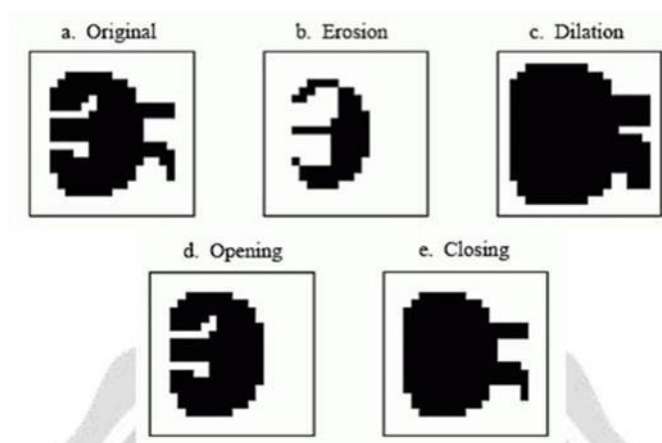 a. Original
b. Erosion
c. Dilation
d. Opening
e. Closing